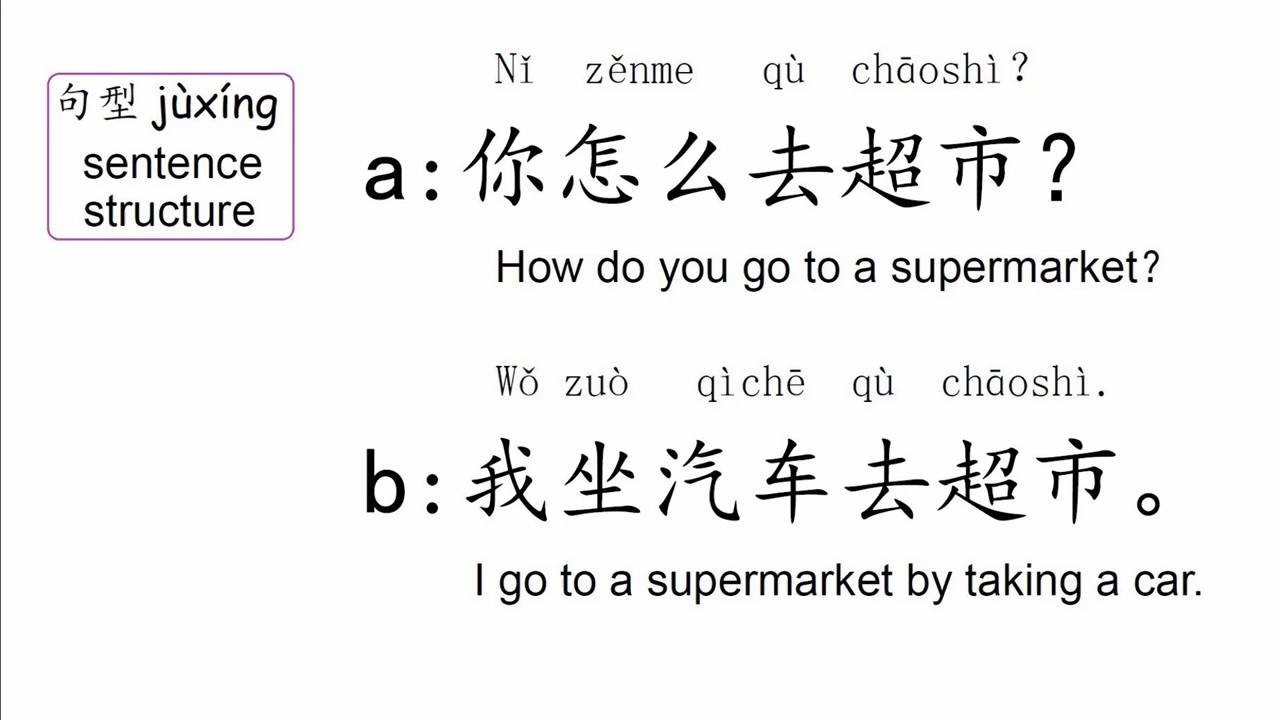 句型 jùxíng
sentence
structure
Nǐ zěnme qù chāoshì?
a:你怎么去超市?
How do you go to a supermarket?
Wǒ zuò qìchē qù chāoshì.
b:我坐汽车去超市。
I go to a supermarket by taking a car.